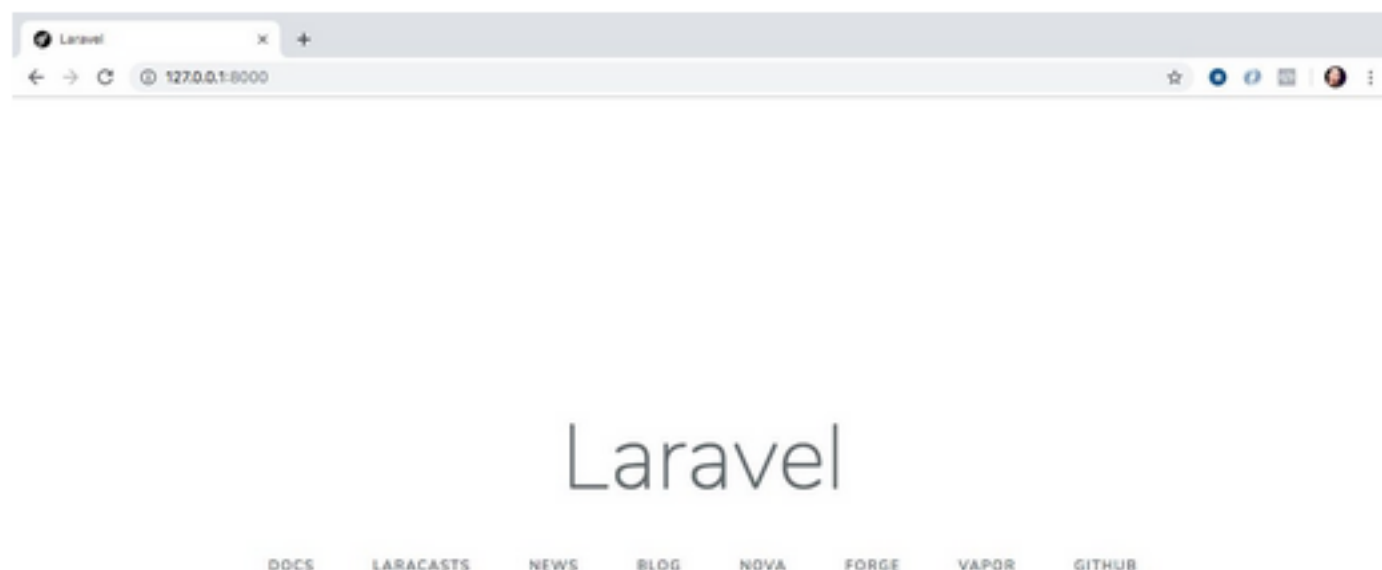 Laravel
127.0.0.1:8000
Laravel
DOCS LARACASTS NEWS BLOG NOVA FORGE VAPOR GITHUB